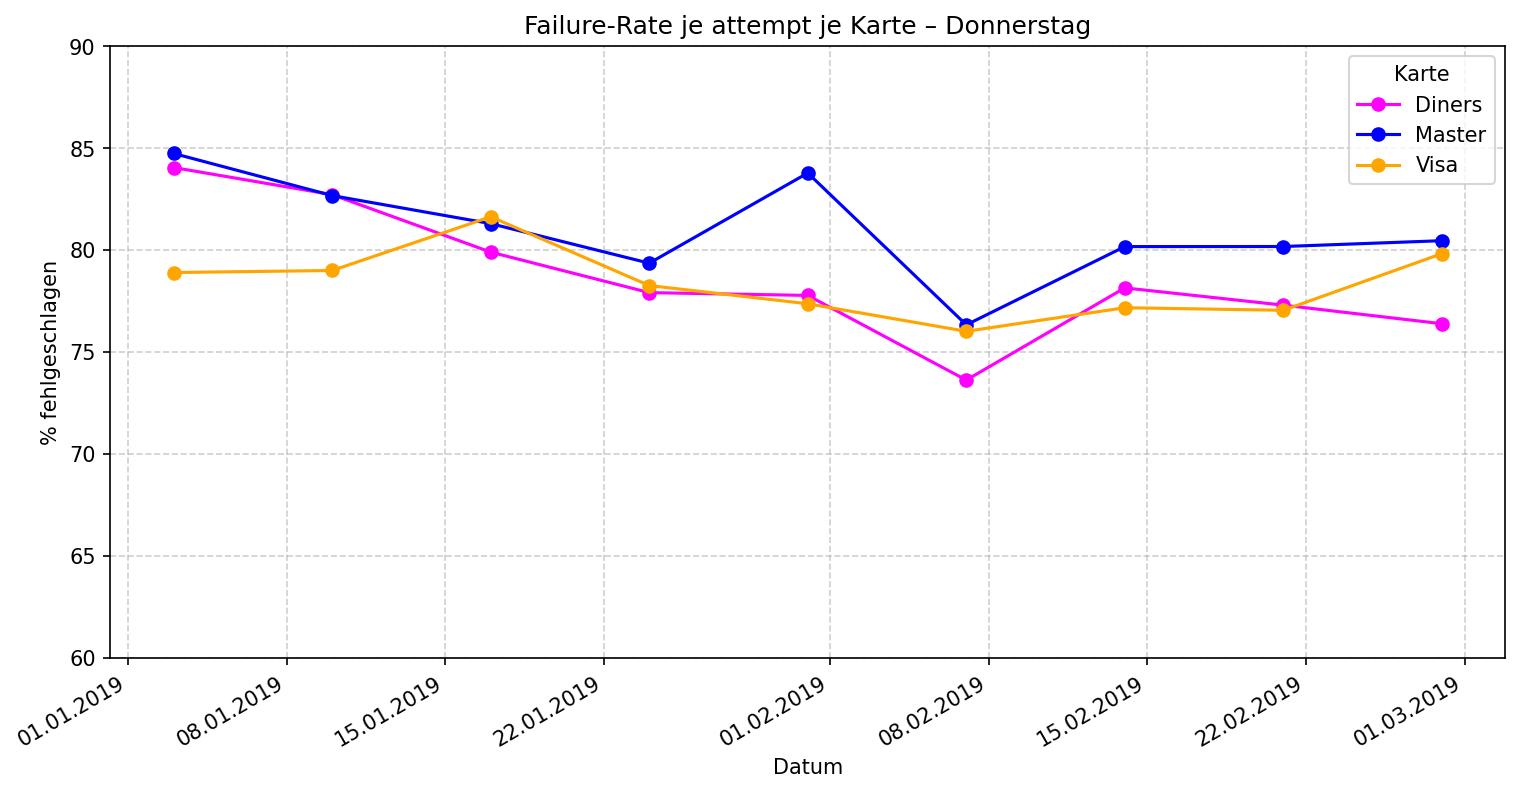 Failure-Rate je attempt je Karte – Donnerstag
% fehlgeschlagen
90
85
80
75
70
65
60
Karte
Diners
Master
Visa
01.01.2019
08.01.2019
15.01.2019
22.01.2019
01.02.2019
08.02.2019
15.02.2019
22.02.2019
01.03.2019
Datum